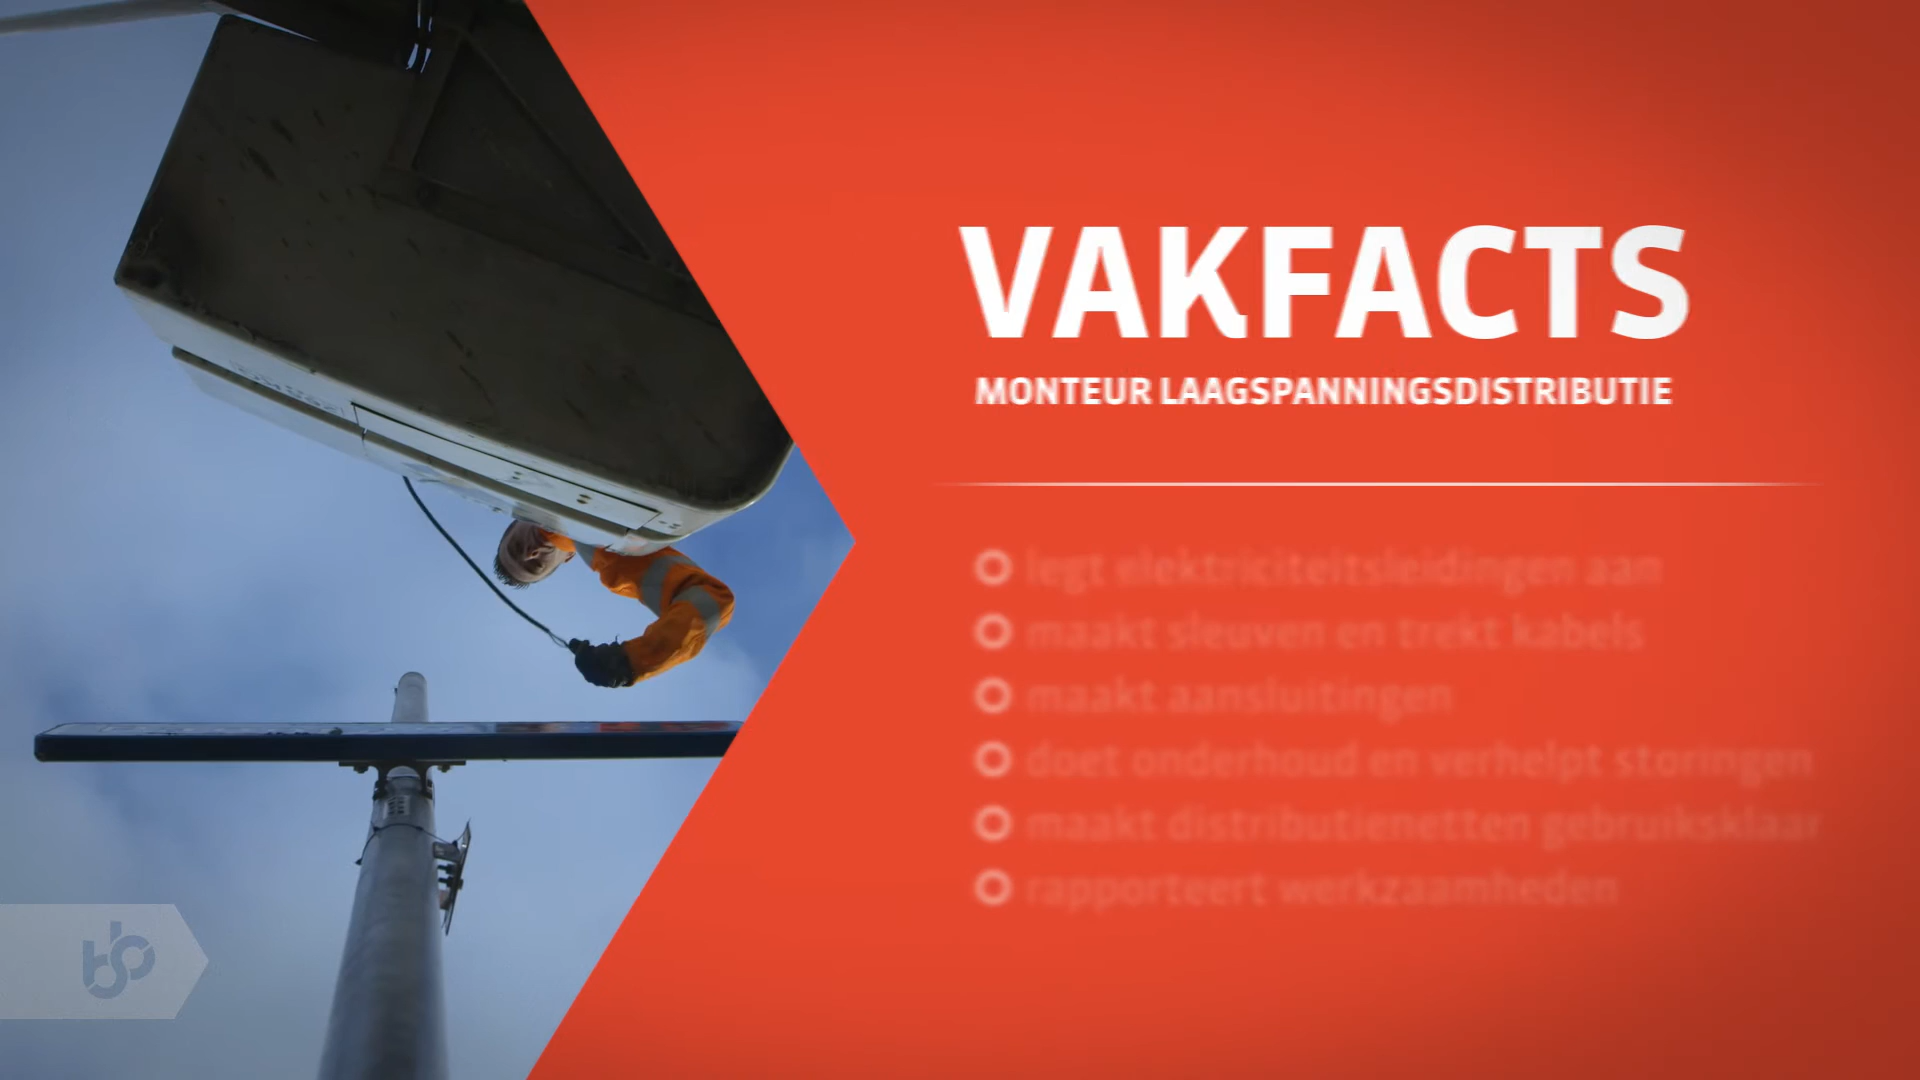 VAKFACTS
MONTEUR LAAGSPANNINGSDISTRIBUTIE
legt elektriciteitsleidingen aan
maakt sleuven en trekt kabels
maakt aansluitingen
doet onderhoud en verhelpt storingen
maakt distributienetten gebruiksklaar
rapporteert werkzaamheden